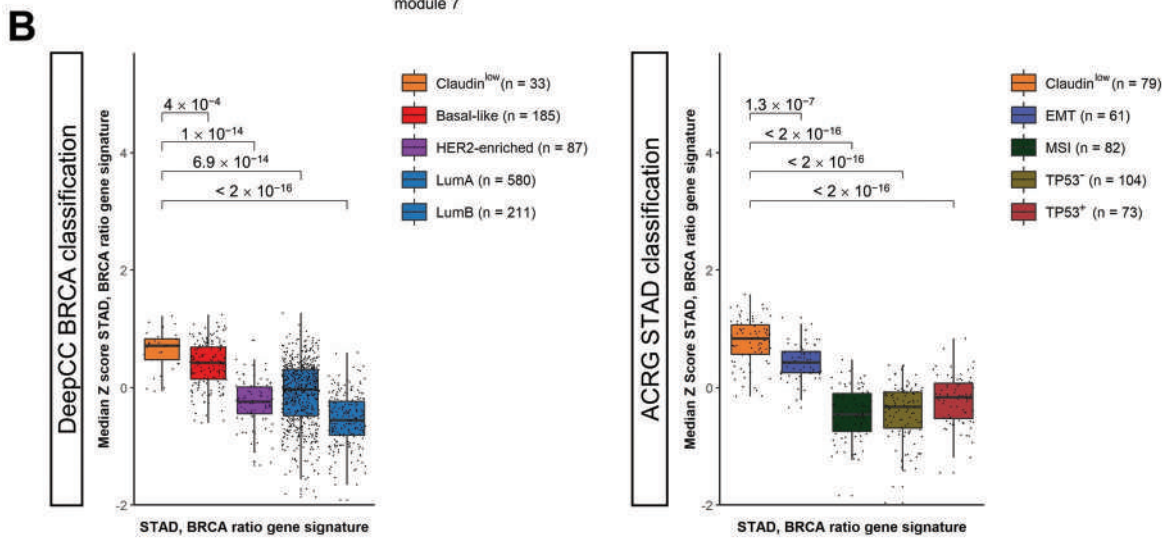 module 7
B
DeepCC BRCA classification
Median Z score STAD, BRCA ratio gene signature
4
2
0
-2
4 × 10⁻⁴
1 × 10⁻¹⁴
6.9 × 10⁻¹⁴
< 2 × 10⁻¹⁶
STAD, BRCA ratio gene signature
Claudin^low (n = 33)
Basal-like (n = 185)
HER2-enriched (n = 87)
LumA (n = 580)
LumB (n = 211)
ACRG STAD classification
Median Z Score STAD, BRCA ratio gene signature
4
2
0
-2
1.3 × 10⁻⁷
< 2 × 10⁻¹⁶
< 2 × 10⁻¹⁶
< 2 × 10⁻¹⁶
STAD, BRCA ratio gene signature
Claudin^low (n = 79)
EMT (n = 61)
MSI (n = 82)
TP53⁻ (n = 104)
TP53⁺ (n = 73)